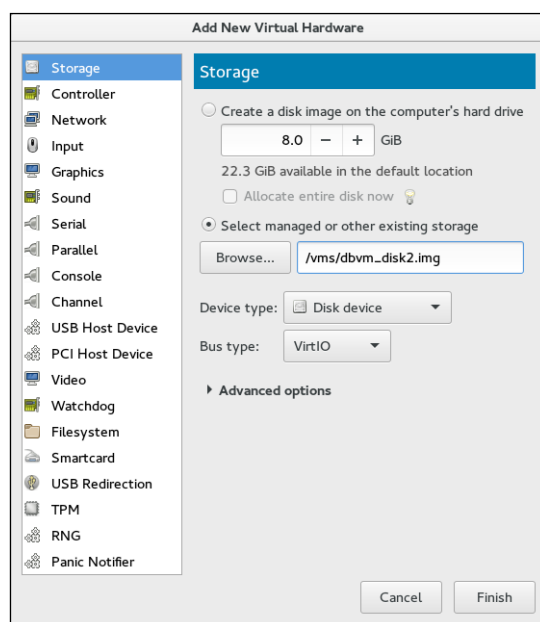 Add New Virtual Hardware
Storage
Controller
Network
Input
Graphics
Sound
Serial
Parallel
Console
Channel
USB Host Device
PCI Host Device
Video
Watchdog
Filesystem
Smartcard
USB Redirection
TPM
RNG
Panic Notifier
Storage
Create a disk image on the computer's hard drive
8.0 − + GiB
22.3 GiB available in the default location
Allocate entire disk now
Select managed or other existing storage
Browse... /vms/dbvm_disk2.img
Device type: Disk device
Bus type: VirtIO
Advanced options
Cancel Finish